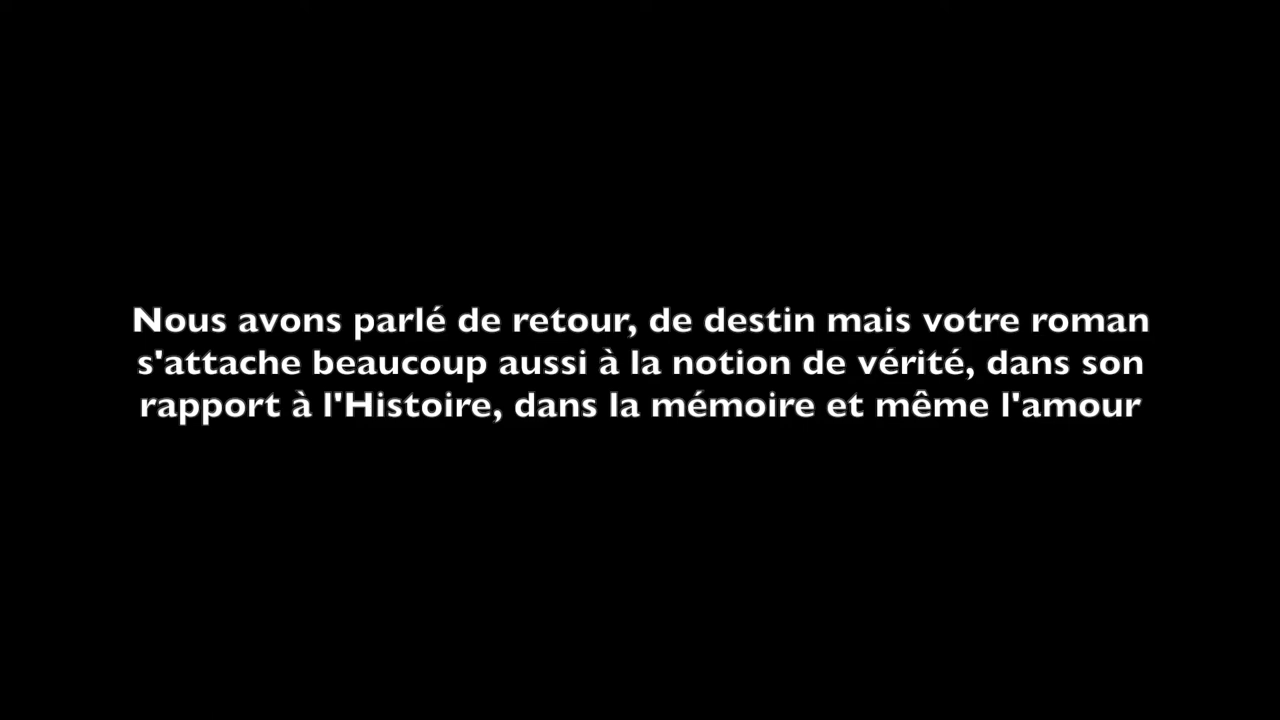 Nous avons parlé de retour, de destin mais votre roman
s'attache beaucoup aussi à la notion de vérité, dans son
rapport à l'Histoire, dans la mémoire et même l'amour